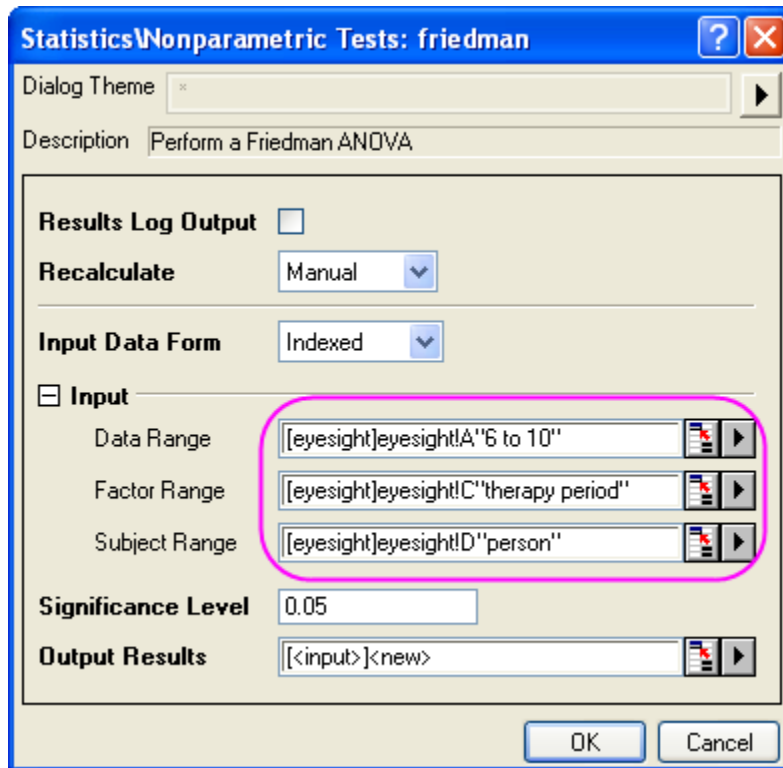 Statistics\Nonparametric Tests: friedman
Dialog Theme *
Description Perform a Friedman ANOVA
Results Log Output
Recalculate Manual
Input Data Form Indexed
Input
Data Range [eyesight]eyesight!A"6 to 10"
Factor Range [eyesight]eyesight!C"therapy period"
Subject Range [eyesight]eyesight!D"person"
Significance Level 0.05
Output Results [<input>]<new>
OK Cancel